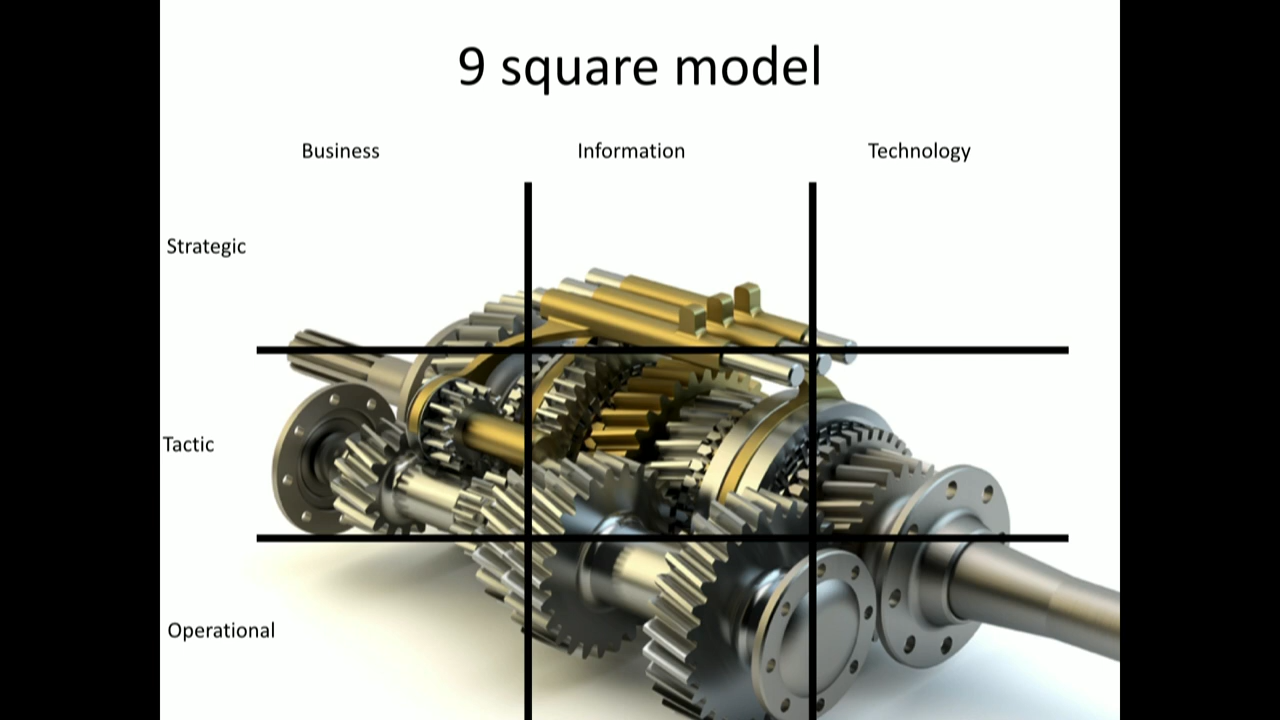 9 square model
Business Information Technology
Strategic
Tactic
Operational